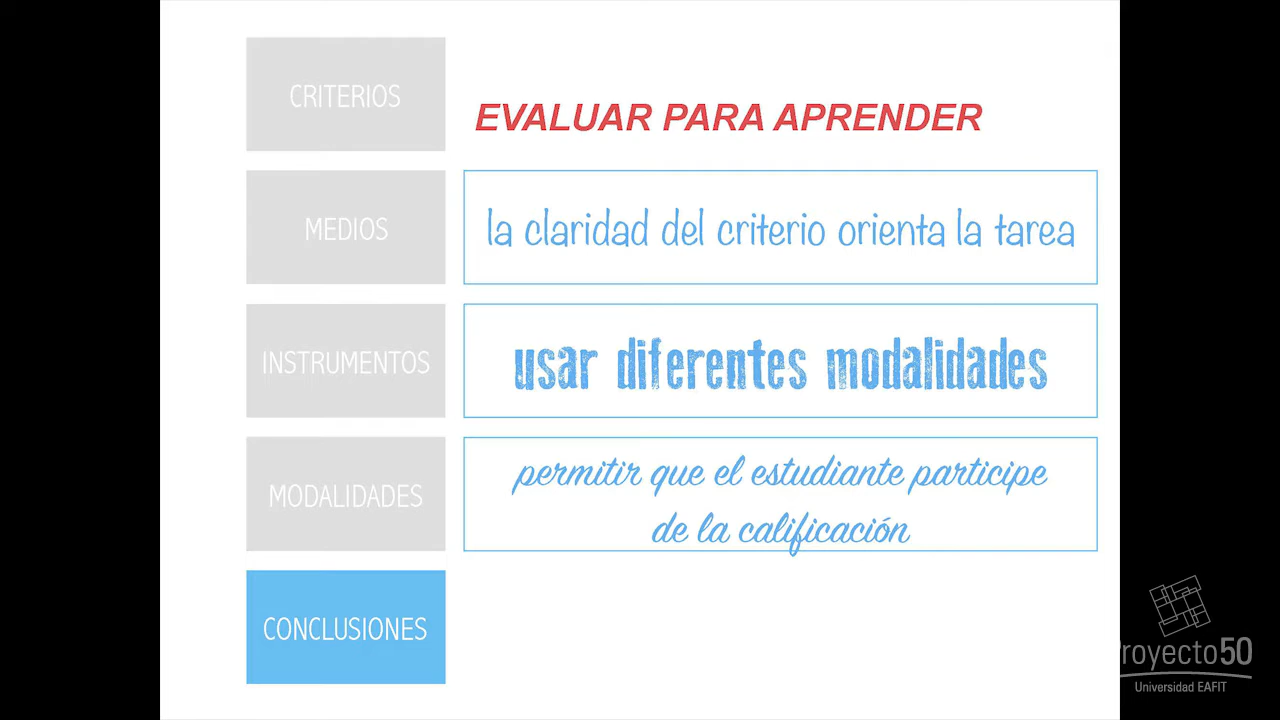 CRITERIOS
EVALUAR PARA APRENDER
MEDIOS
la claridad del criterio orienta la tarea
INSTRUMENTOS
usar diferentes modalidades
MODALIDADES
permitir que el estudiante participe
de la calificación
CONCLUSIONES
Proyecto50
Universidad EAFIT